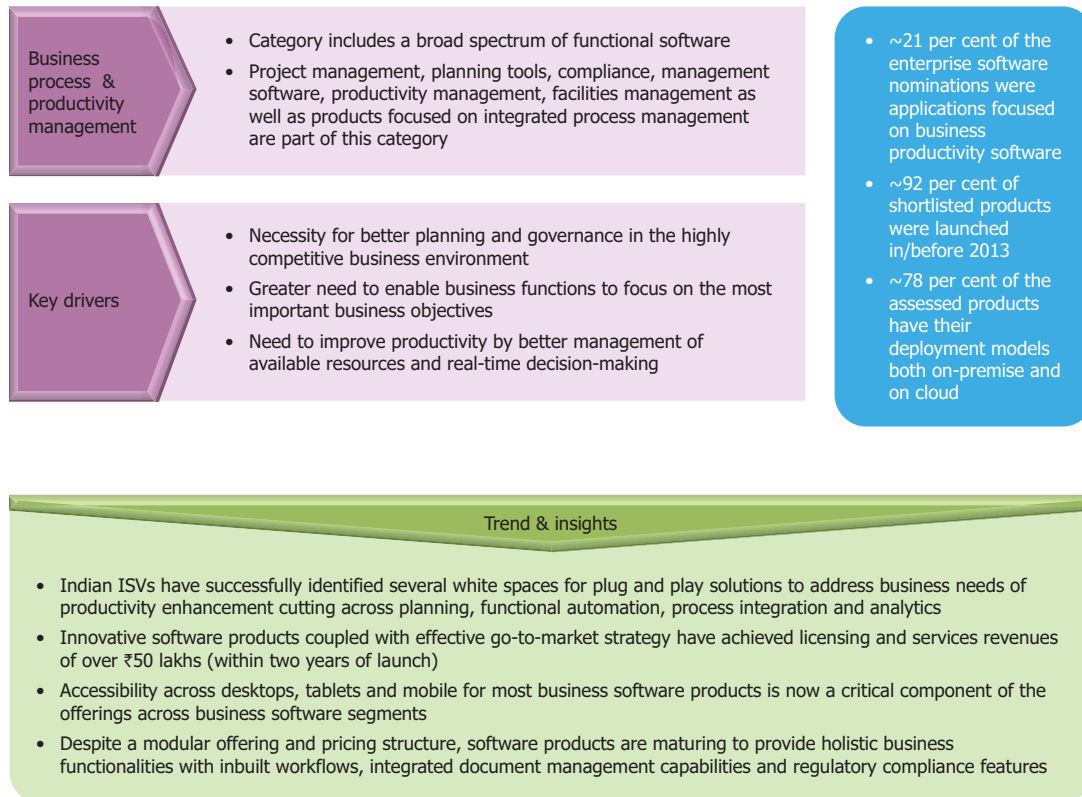 Business
process &
productivity
management
• Category includes a broad spectrum of functional software
• Project management, planning tools, compliance, management
software, productivity management, facilities management as
well as products focused on integrated process management
are part of this category
Key drivers
• Necessity for better planning and governance in the highly
competitive business environment
• Greater need to enable business functions to focus on the most
important business objectives
• Need to improve productivity by better management of
available resources and real-time decision-making
• ~21 per cent of the
enterprise software
nominations were
applications focused
on business
productivity software
• ~92 per cent of
shortlisted products
were launched
in/before 2013
• ~78 per cent of the
assessed products
have their
deployment models
both on-premise and
on cloud
Trend & insights
• Indian ISVs have successfully identified several white spaces for plug and play solutions to address business needs of
productivity enhancement cutting across planning, functional automation, process integration and analytics
• Innovative software products coupled with effective go-to-market strategy have achieved licensing and services revenues
of over ₹50 lakhs (within two years of launch)
• Accessibility across desktops, tablets and mobile for most business software products is now a critical component of the
offerings across business software segments
• Despite a modular offering and pricing structure, software products are maturing to provide holistic business
functionalities with inbuilt workflows, integrated document management capabilities and regulatory compliance features